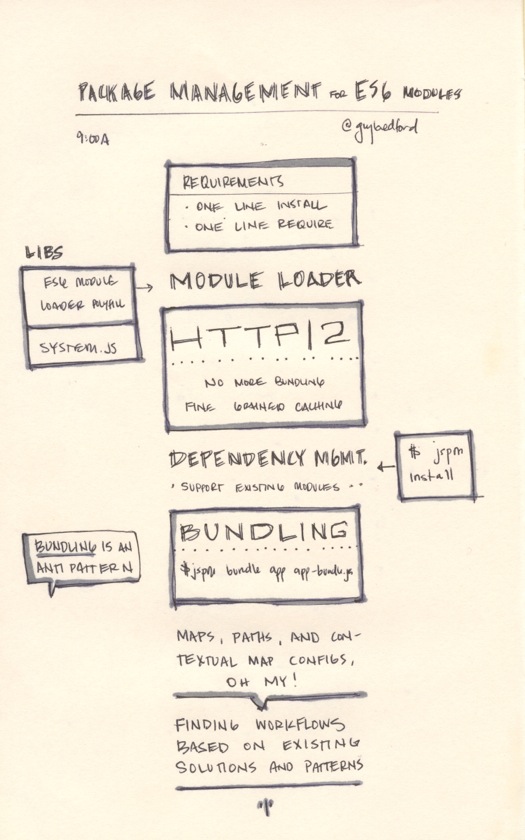 PACKAGE MANAGEMENT FOR ES6 MODULES
9:00A
@guybedford
REQUIREMENTS
· ONE LINE INSTALL
· ONE LINE REQUIRE
LIBS
ES6 MODULE
LOADER POLYFILL
SYSTEM.JS
MODULE LOADER
HTTP/2
NO MORE BUNDLING
FINE GRAINED CACHING
DEPENDENCY MGMT.
· SUPPORT EXISTING MODULES ··
$ jspm
install
BUNDLING
$ jspm bundle app app-bundle.js
BUNDLING IS AN
ANTI PATTERN
MAPS, PATHS, AND CON-
TEXTUAL MAP CONFIGS,
OH MY!
FINDING WORKFLOWS
BASED ON EXISTING
SOLUTIONS AND PATTERNS